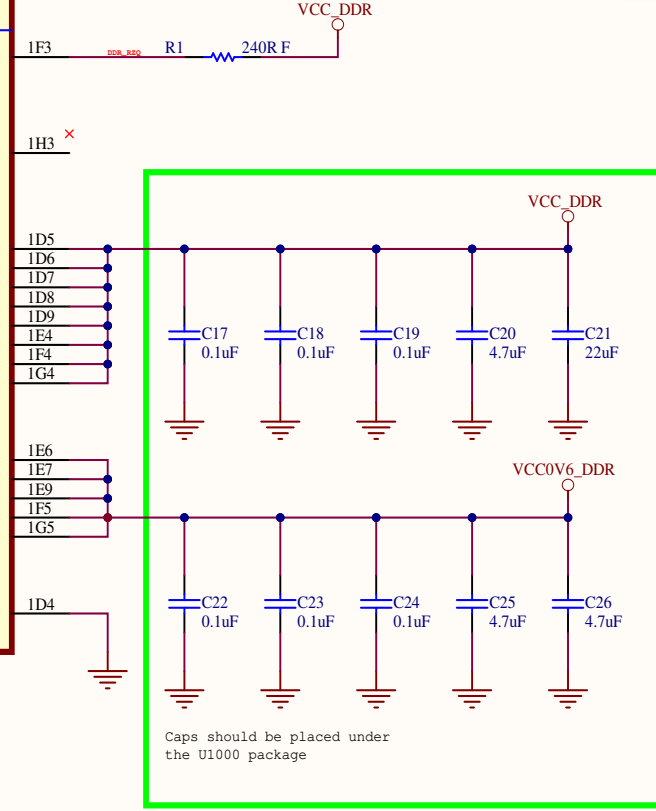 VCC_DDR
1F3 DDR_RZQ R1 240R F
1H3
VCC_DDR
1D5
1D6
1D7
1D8
1D9
1E4
1F4
1G4
C17 C18 C19 C20 C21
0.1uF 0.1uF 0.1uF 4.7uF 22uF
VCC0V6_DDR
1E6
1E7
1E9
1F5
1G5
1D4
C22 C23 C24 C25 C26
0.1uF 0.1uF 0.1uF 4.7uF 4.7uF
Caps should be placed under
the U1000 package